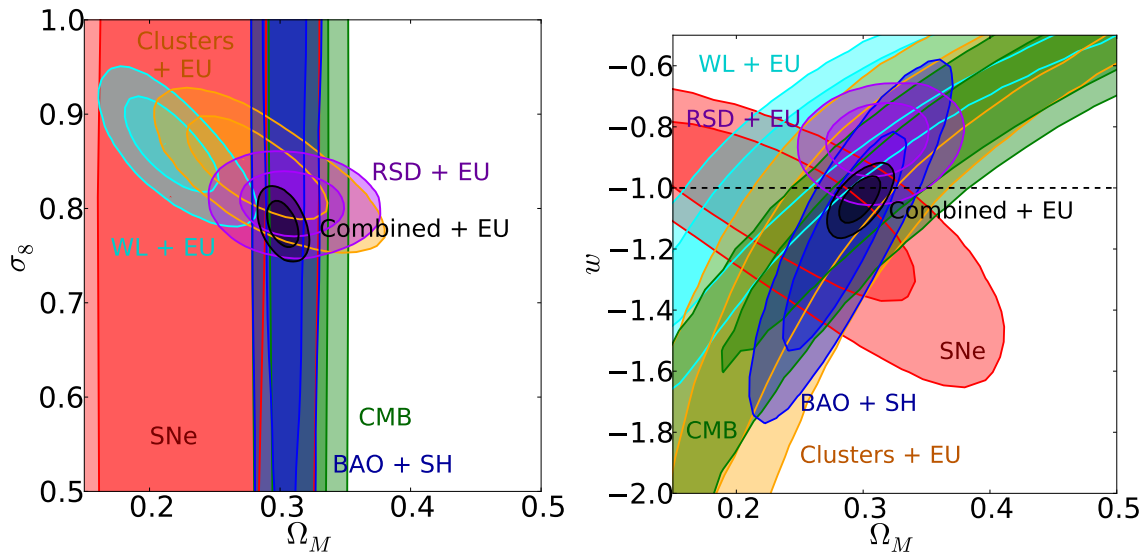 1.0
0.9
0.8
0.7
0.6
0.5
σ8
Clusters
+ EU
RSD + EU
Combined + EU
WL + EU
SNe
CMB
BAO + SH
0.2
0.3
0.4
0.5
ΩM
−0.6
−0.8
−1.0
−1.2
−1.4
−1.6
−1.8
−2.0
w
WL + EU
RSD + EU
Combined + EU
SNe
BAO + SH
CMB
Clusters + EU
0.2
0.3
0.4
0.5
ΩM